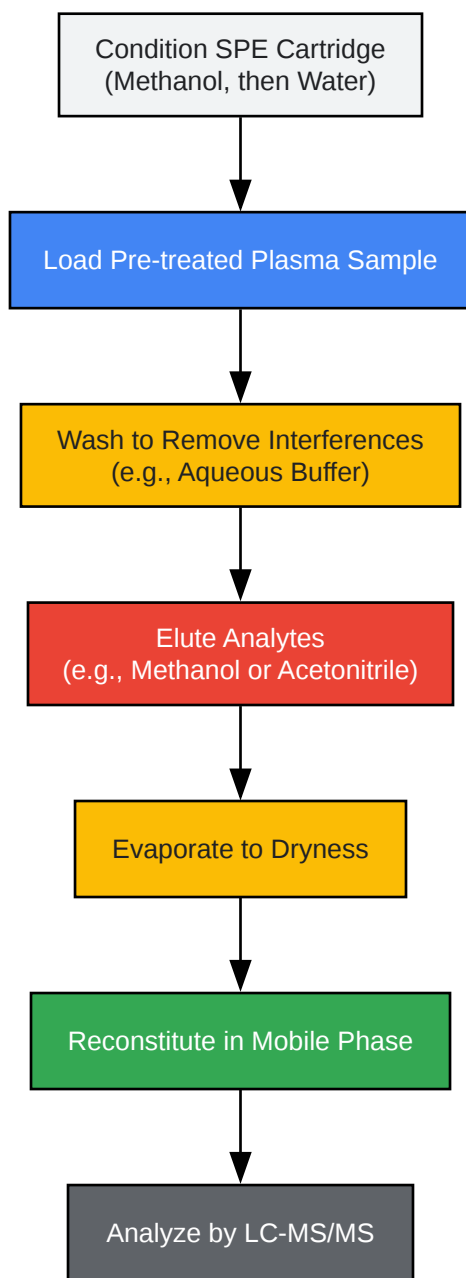 Condition SPE Cartridge
(Methanol, then Water)
Load Pre-treated Plasma Sample
Wash to Remove Interferences
(e.g., Aqueous Buffer)
Elute Analytes
(e.g., Methanol or Acetonitrile)
Evaporate to Dryness
Reconstitute in Mobile Phase
Analyze by LC-MS/MS